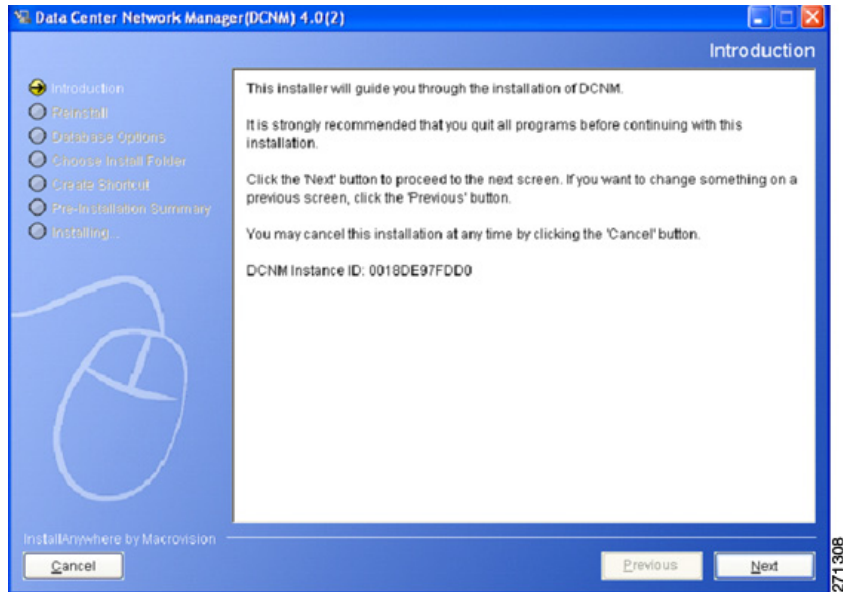 Data Center Network Manager(DCNM) 4.0(2)
Introduction
Introduction
Reinstall
Database Options
Choose Install Folder
Create Shortcut
Pre-Installation Summary
Installing...
This installer will guide you through the installation of DCNM.
It is strongly recommended that you quit all programs before continuing with this
installation.
Click the 'Next' button to proceed to the next screen. If you want to change something on a
previous screen, click the 'Previous' button.
You may cancel this installation at any time by clicking the 'Cancel' button.
DCNM Instance ID: 0018DE97FDD0
InstallAnywhere by Macrovision
Cancel
Previous
Next
271308